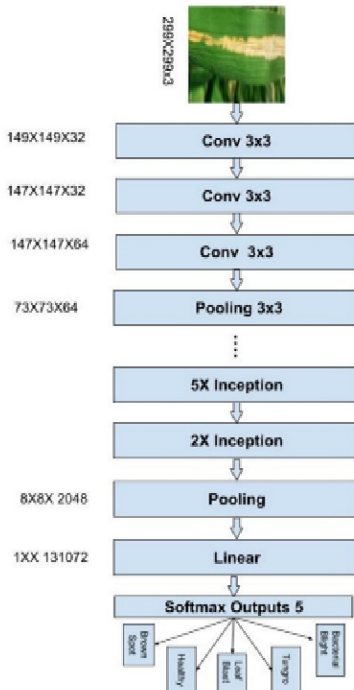 299X299x3
149X149X32
Conv 3x3
147X147X32
Conv 3x3
147X147X64
Conv 3x3
73X73X64
Pooling 3x3
5X Inception
2X Inception
8X8X 2048
Pooling
1XX 131072
Linear
Softmax Outputs 5
Brown
Spot
Healthy
Leaf
Blast
Tungro
Bacterial
Blight